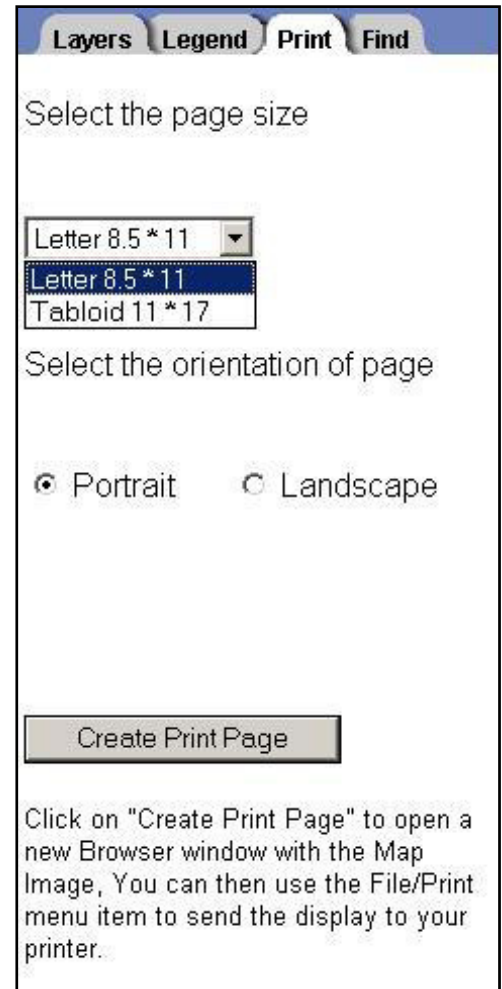 Layers Legend Print Find
Select the page size
Letter 8.5 * 11
Letter 8.5 * 11
Tabloid 11 * 17
Select the orientation of page
Portrait Landscape
Create Print Page
Click on "Create Print Page" to open a
new Browser window with the Map
Image, You can then use the File/Print
menu item to send the display to your
printer.